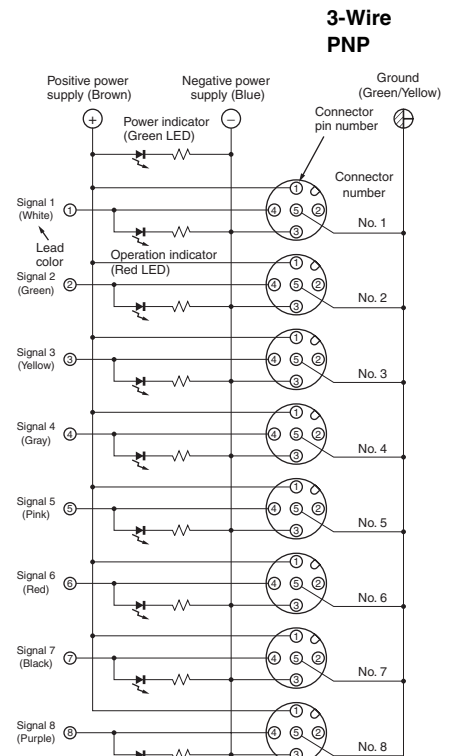 3-Wire
PNP
Positive power
supply (Brown)
Negative power
supply (Blue)
Ground
(Green/Yellow)
+
−
Power indicator
(Green LED)
Connector
pin number
Connector
number
1
Signal 1
(White)
1
4 5 2
No. 1
3
Lead
color
Operation indicator
(Red LED)
1
Signal 2
(Green)
2
4 5 2
No. 2
3
1
Signal 3
(Yellow)
3
4 5 2
No. 3
3
1
Signal 4
(Gray)
4
4 5 2
No. 4
3
1
Signal 5
(Pink)
5
4 5 2
No. 5
3
1
Signal 6
(Red)
6
4 5 2
No. 6
3
1
Signal 7
(Black)
7
4 5 2
No. 7
3
1
Signal 8
(Purple)
8
4 5 2
No. 8
3